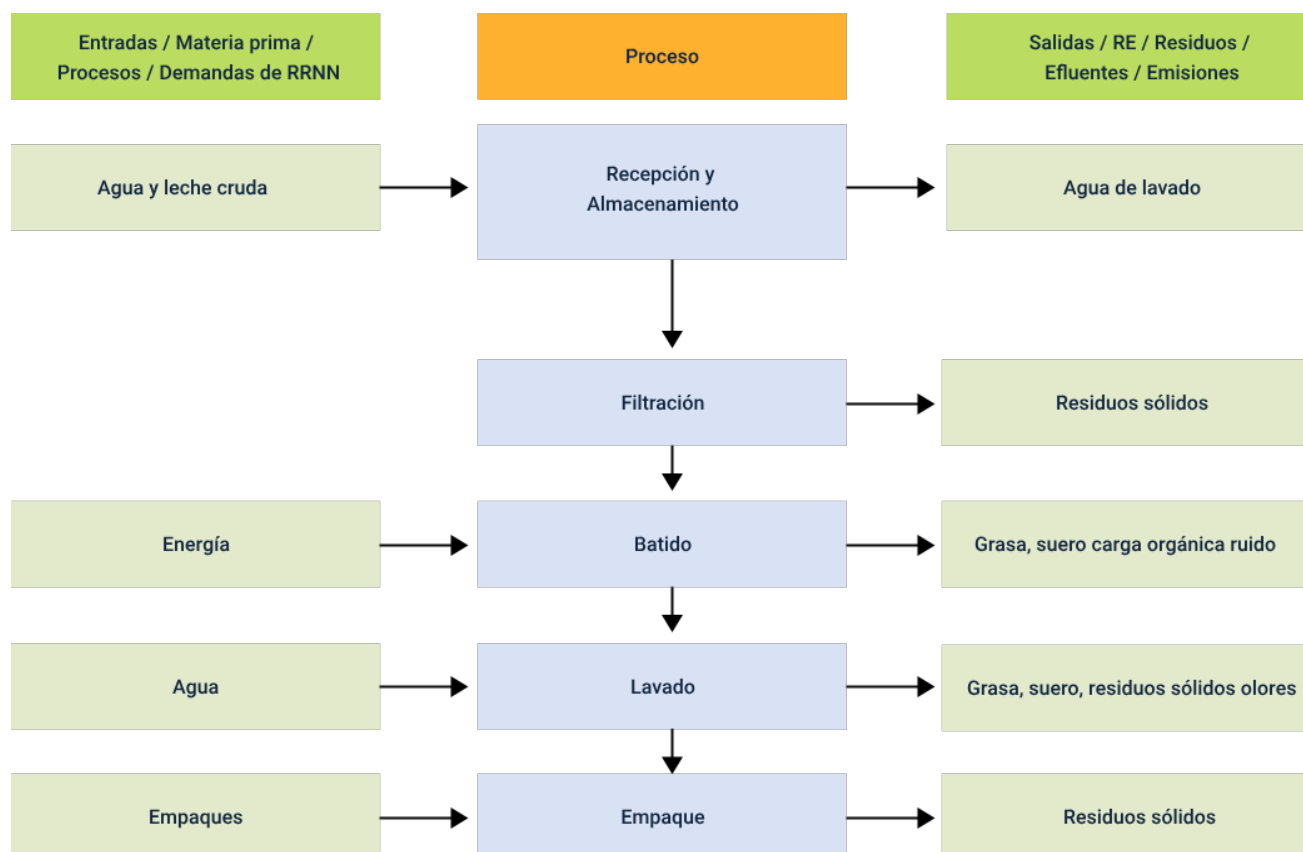 Entradas / Materia prima /
Procesos / Demandas de RRNN
Proceso
Salidas / RE / Residuos /
Efluentes / Emisiones
Agua y leche cruda
Recepción y
Almacenamiento
Agua de lavado
Filtración
Residuos sólidos
Energía
Batido
Grasa, suero carga orgánica ruido
Agua
Lavado
Grasa, suero, residuos sólidos olores
Empaques
Empaque
Residuos sólidos